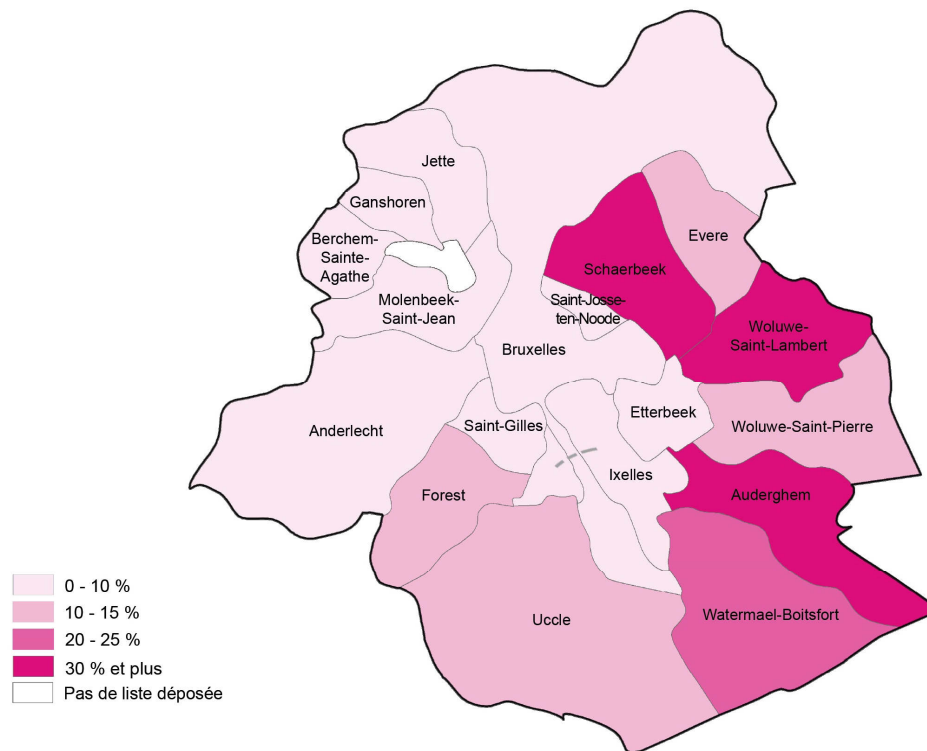 Jette
Ganshoren
Berchem-
Sainte-
Agathe
Molenbeek-
Saint-Jean
Evere
Schaerbeek
Saint-Josse-
ten-Noode
Woluwe-
Saint-Lambert
Bruxelles
Etterbeek
Woluwe-Saint-Pierre
Anderlecht
Saint-Gilles
Ixelles
Forest
Auderghem
Uccle
Watermael-Boitsfort
0 - 10 %
10 - 15 %
20 - 25 %
30 % et plus
Pas de liste déposée